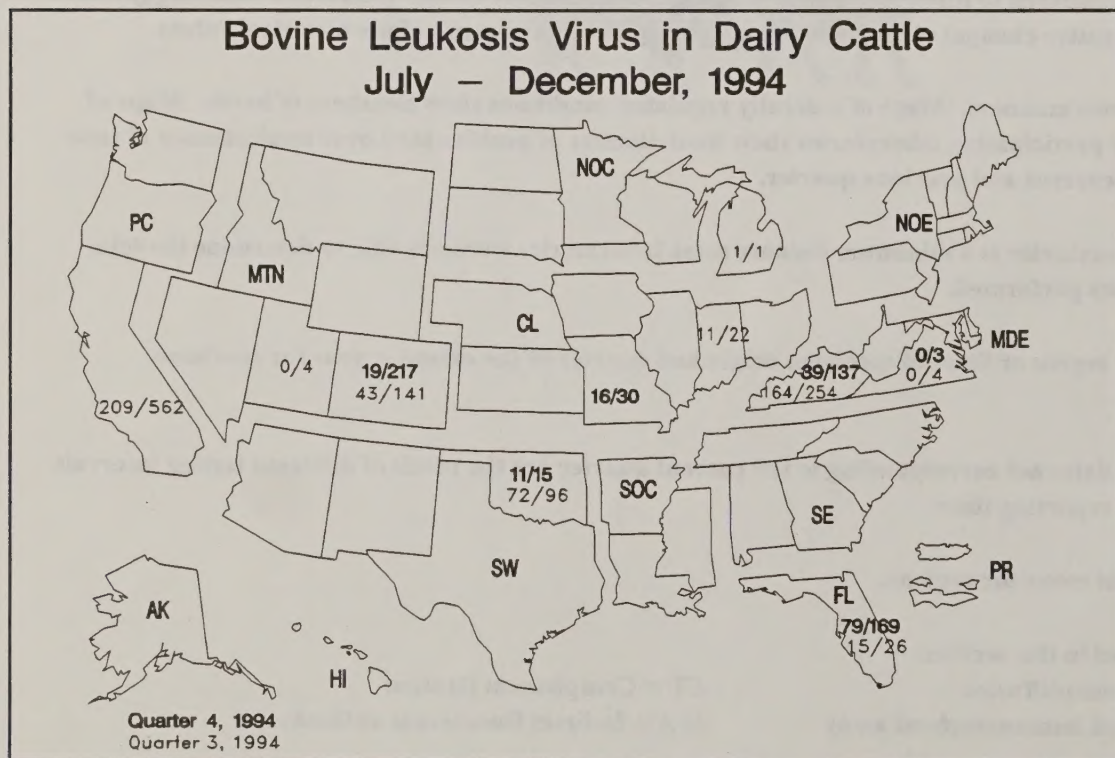 Bovine Leukosis Virus in Dairy Cattle
July – December, 1994
NOC
PC
NOE
MTN
1/1
CL
11/22
MDE
0/3
0/4
0/4
19/217
43/141
39/137
164/254
16/30
209/562
11/15
72/96
SOC
SE
SW
PR
AK
FL
79/169
15/26
HI
Quarter 4, 1994
Quarter 3, 1994